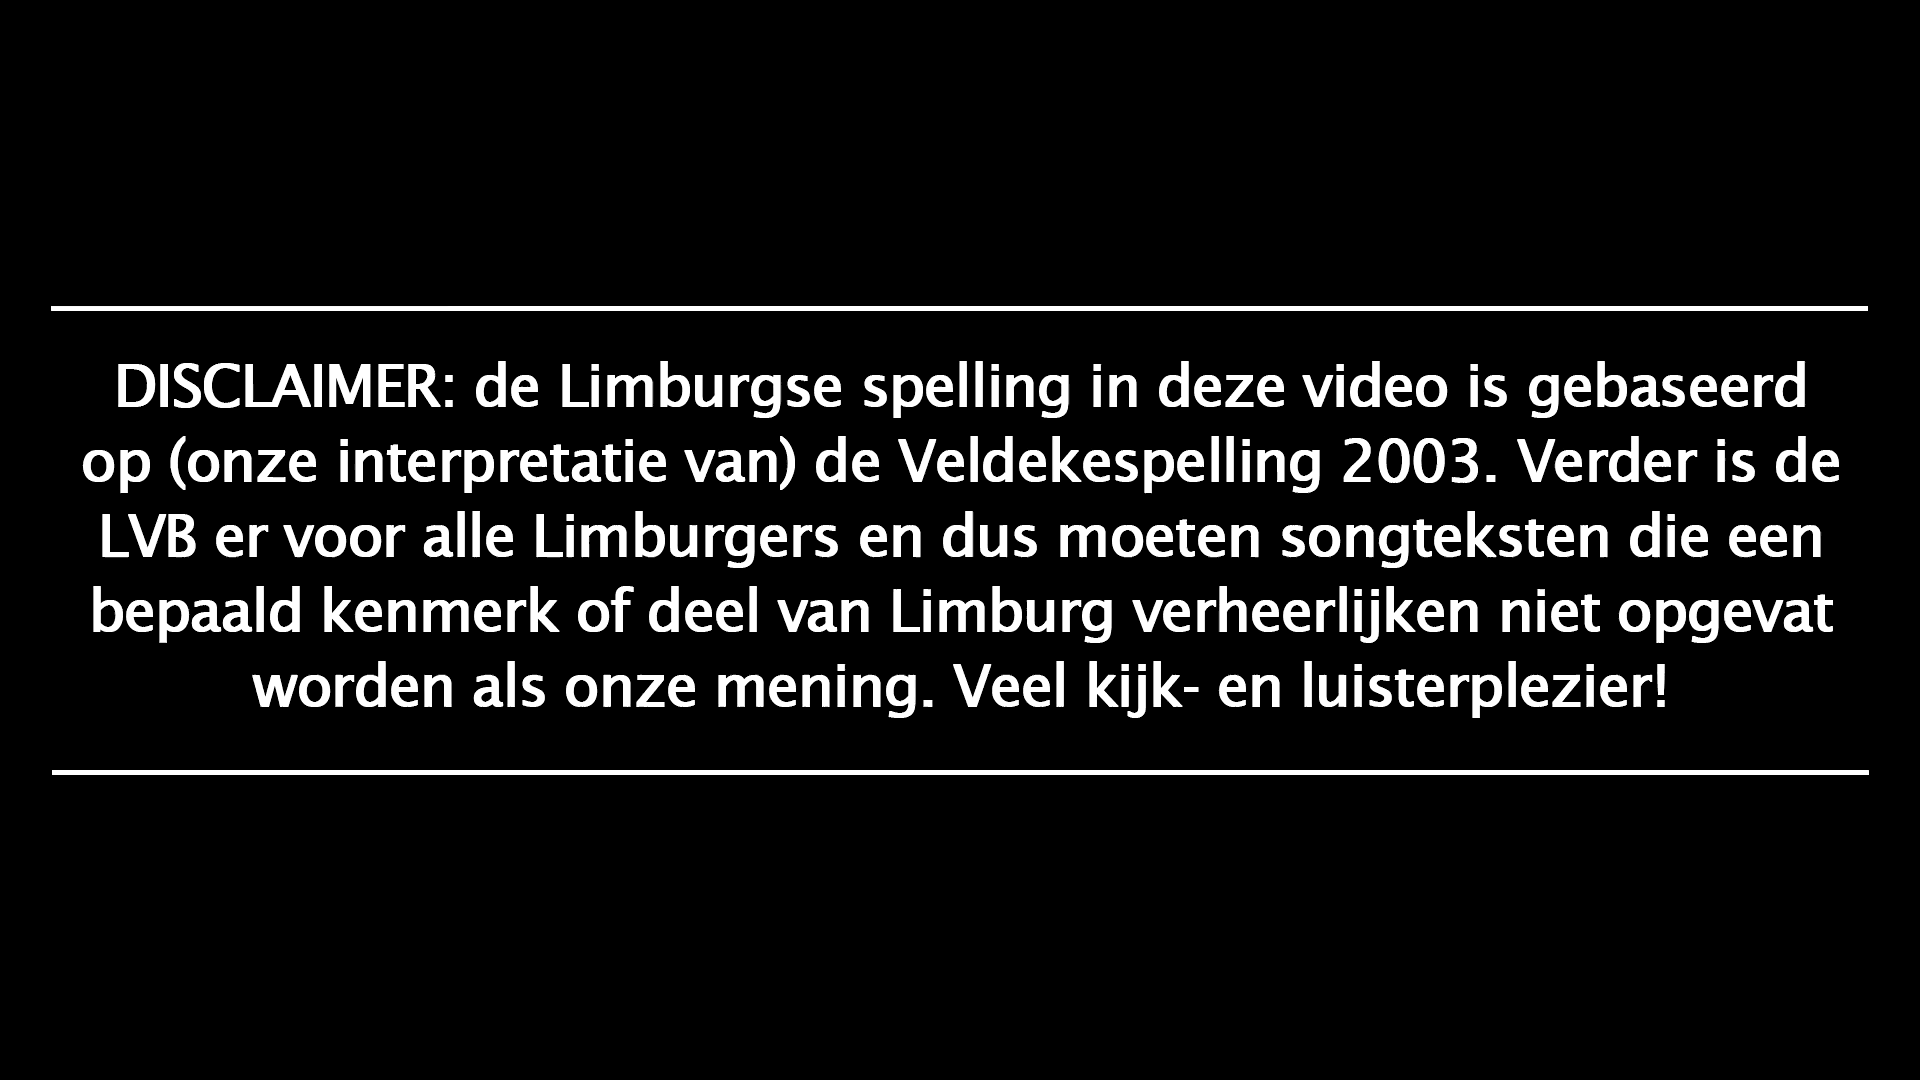 DISCLAIMER: de Limburgse spelling in deze video is gebaseerd
op (onze interpretatie van) de Veldekespelling 2003. Verder is de
LVB er voor alle Limburgers en dus moeten songteksten die een
bepaald kenmerk of deel van Limburg verheerlijken niet opgevat
worden als onze mening. Veel kijk- en luisterplezier!